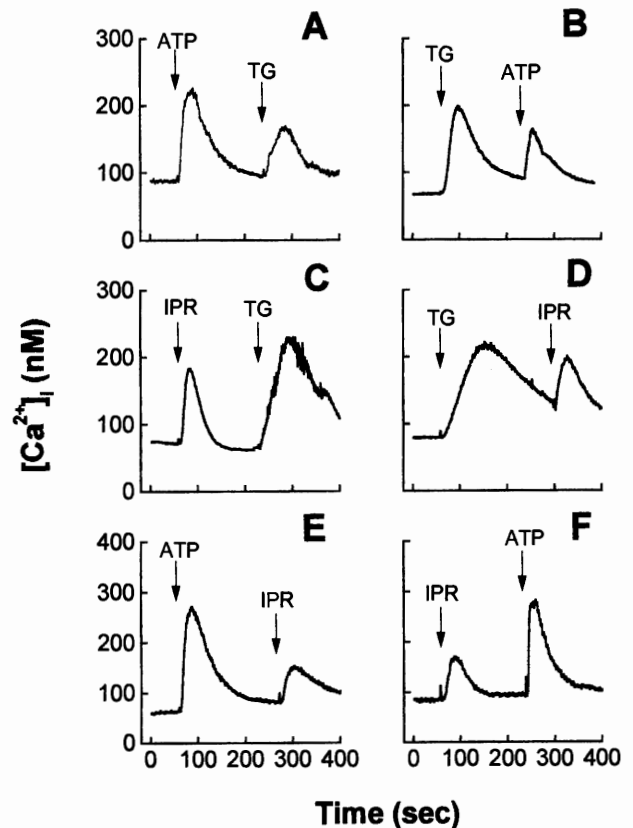 A
B
300
200
100
0
ATP
TG
TG
ATP
C
D
300
200
100
0
IPR
TG
TG
IPR
E
F
400
300
200
100
0
ATP
IPR
IPR
ATP
0 100 200 300 400
0 100 200 300 400
[Ca²⁺]ᵢ (nM)
Time (sec)